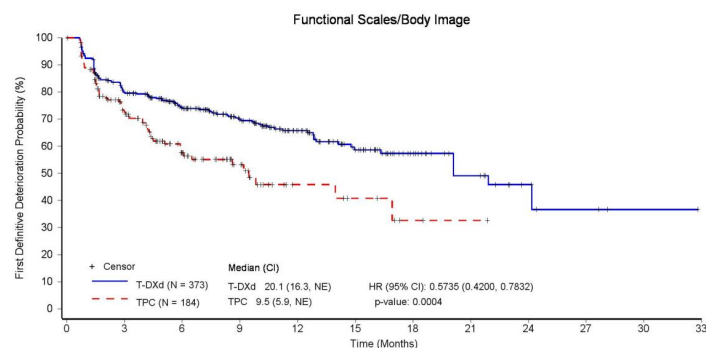 Functional Scales/Body Image
First Definitive Deterioration Probability (%)
100
90
80
70
60
50
40
30
20
10
0
+ Censor Median (CI)
T-DXd (N = 373) T-DXd 20.1 (16.3, NE) HR (95% CI): 0.5735 (0.4200, 0.7832)
TPC (N = 184) TPC 9.5 (5.9, NE) p-value: 0.0004
0 3 6 9 12 15 18 21 24 27 30 33
Time (Months)